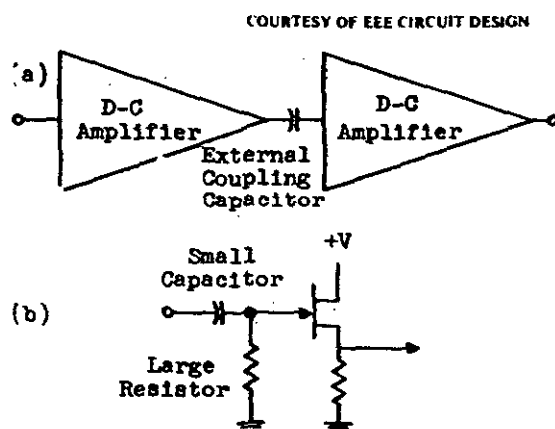 COURTESY OF EEE CIRCUIT DESIGN
(a)
D-C
Amplifier
D-C
Amplifier
External
Coupling
Capacitor
+V
Small
Capacitor
(b)
Large
Resistor